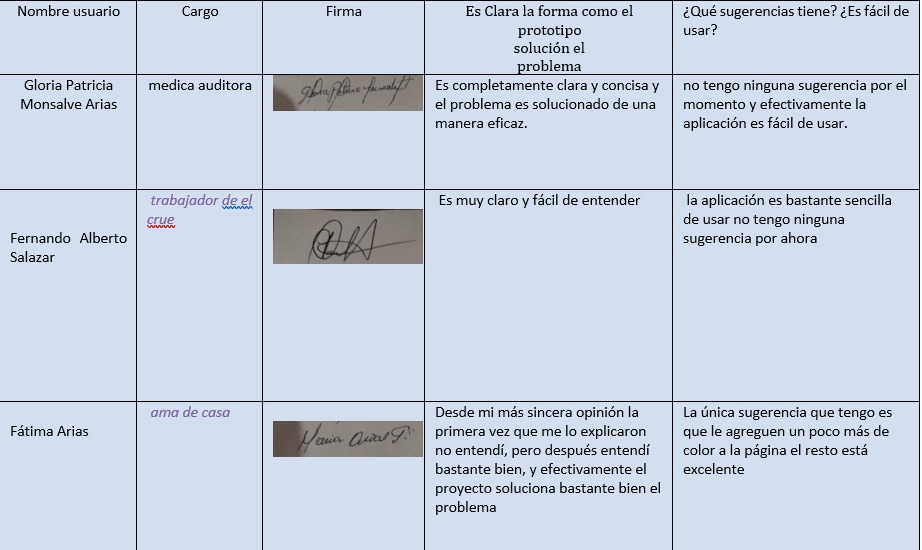 Nombre usuario
Cargo
Firma
Es Clara la forma como el
prototipo
solución el
problema
¿Qué sugerencias tiene? ¿Es fácil de
usar?
Gloria Patricia
Monsalve Arias
medica auditora
Es completamente clara y concisa y
el problema es solucionado de una
manera eficaz.
no tengo ninguna sugerencia por el
momento y efectivamente la
aplicación es fácil de usar.
Fernando Alberto
Salazar
trabajador de el
crue
Es muy claro y fácil de entender
la aplicación es bastante sencilla
de usar no tengo ninguna
sugerencia por ahora
Fátima Arias
ama de casa
Desde mi más sincera opinión la
primera vez que me lo explicaron
no entendí, pero después entendí
bastante bien, y efectivamente el
proyecto soluciona bastante bien el
problema
La única sugerencia que tengo es
que le agreguen un poco más de
color a la página el resto está
excelente